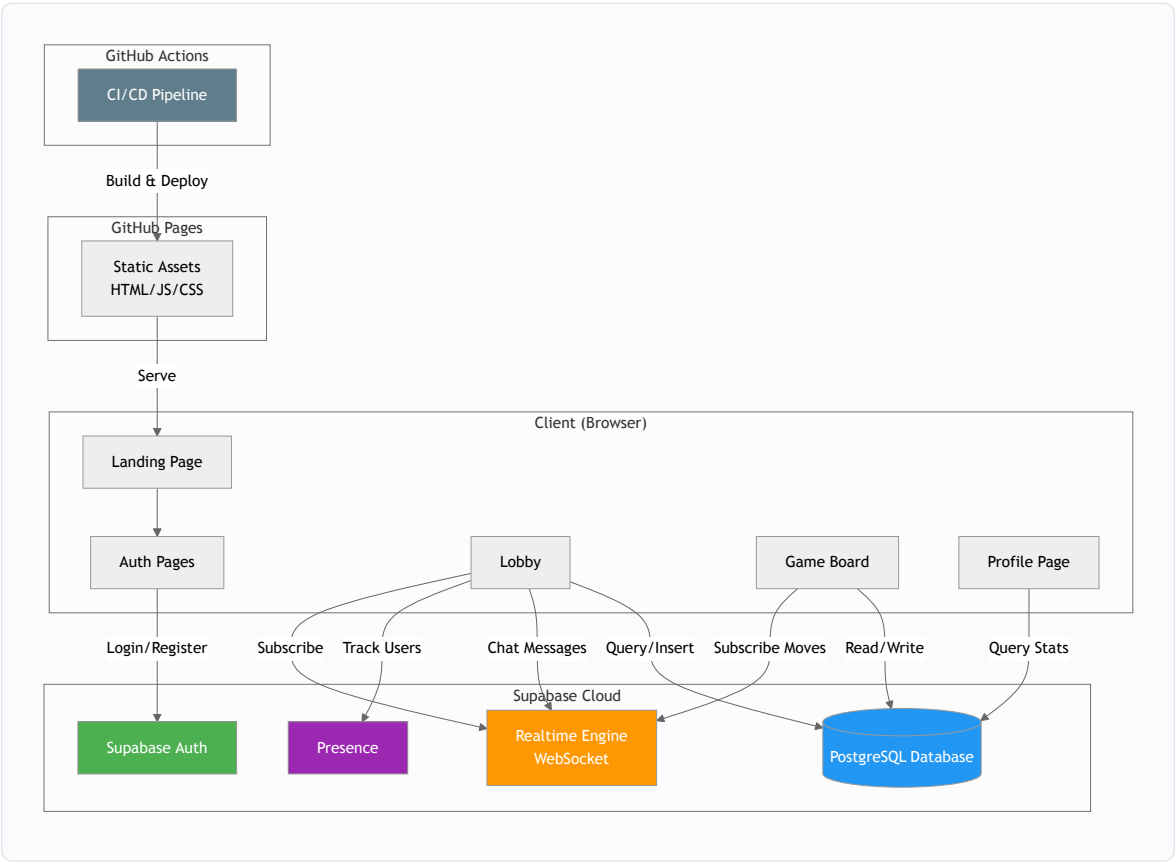 GitHub Actions
CI/CD Pipeline
Build & Deploy
GitHub Pages
Static Assets
HTML/JS/CSS
Serve
Client (Browser)
Landing Page
Auth Pages
Lobby
Game Board
Profile Page
Login/Register
Subscribe
Track Users
Chat Messages
Query/Insert
Subscribe Moves
Read/Write
Query Stats
Supabase Cloud
Supabase Auth
Presence
Realtime Engine
WebSocket
PostgreSQL Database